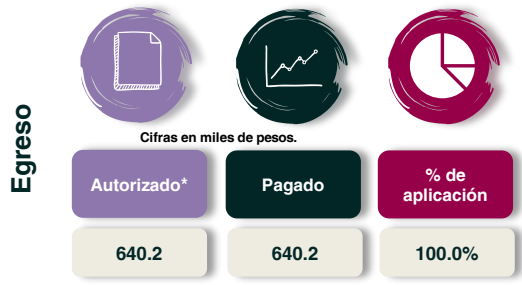 Egreso
Cifras en miles de pesos.
Autorizado*
Pagado
% de
aplicación
640.2
640.2
100.0%